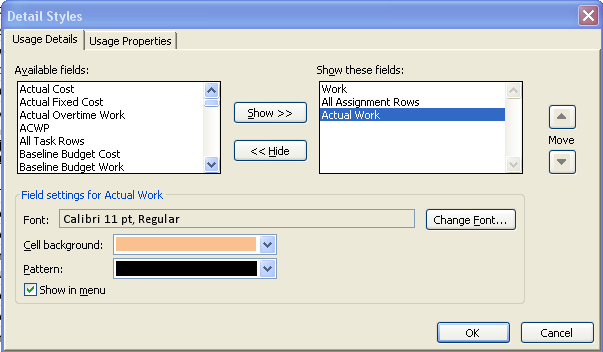 Detail Styles
Usage Details
Usage Properties
Available fields:
Actual Cost
Actual Fixed Cost
Actual Overtime Work
ACWP
All Task Rows
Baseline Budget Cost
Baseline Budget Work
Show >>
<< Hide
Show these fields:
Work
All Assignment Rows
Actual Work
Move
Field settings for Actual Work
Font:
Calibri 11 pt, Regular
Change Font...
Cell background:
Pattern:
Show in menu
OK
Cancel